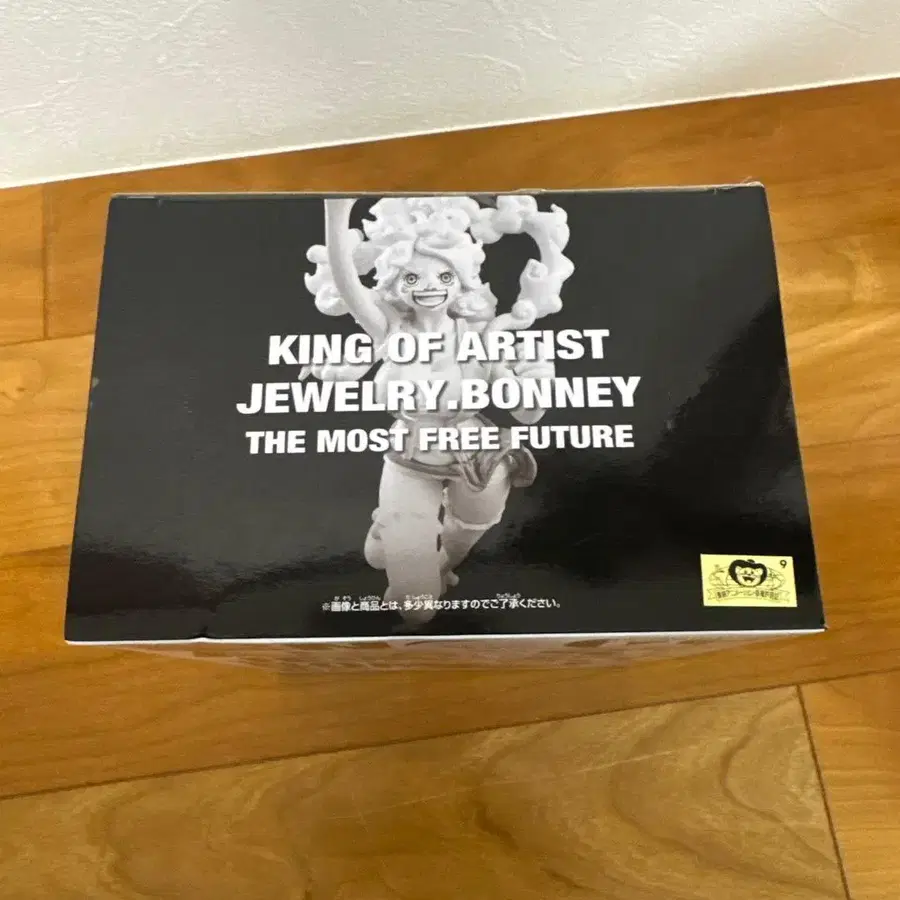 KING OF ARTIST
JEWELRY.BONNEY
THE MOST FREE FUTURE
※画像と商品とは、多少異なりますのでご了承ください。
9